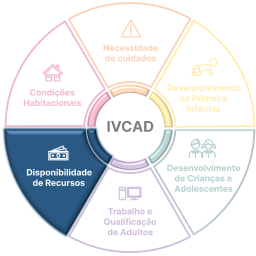 Necessidade
de cuidados
Desenvolvimento
na Primeira
Infância
Desenvolvimento
de Crianças e
Adolescentes
Trabalho e
Qualificação
de Adultos
Disponibilidade
de Recursos
Condições
Habitacionais
IVCAD